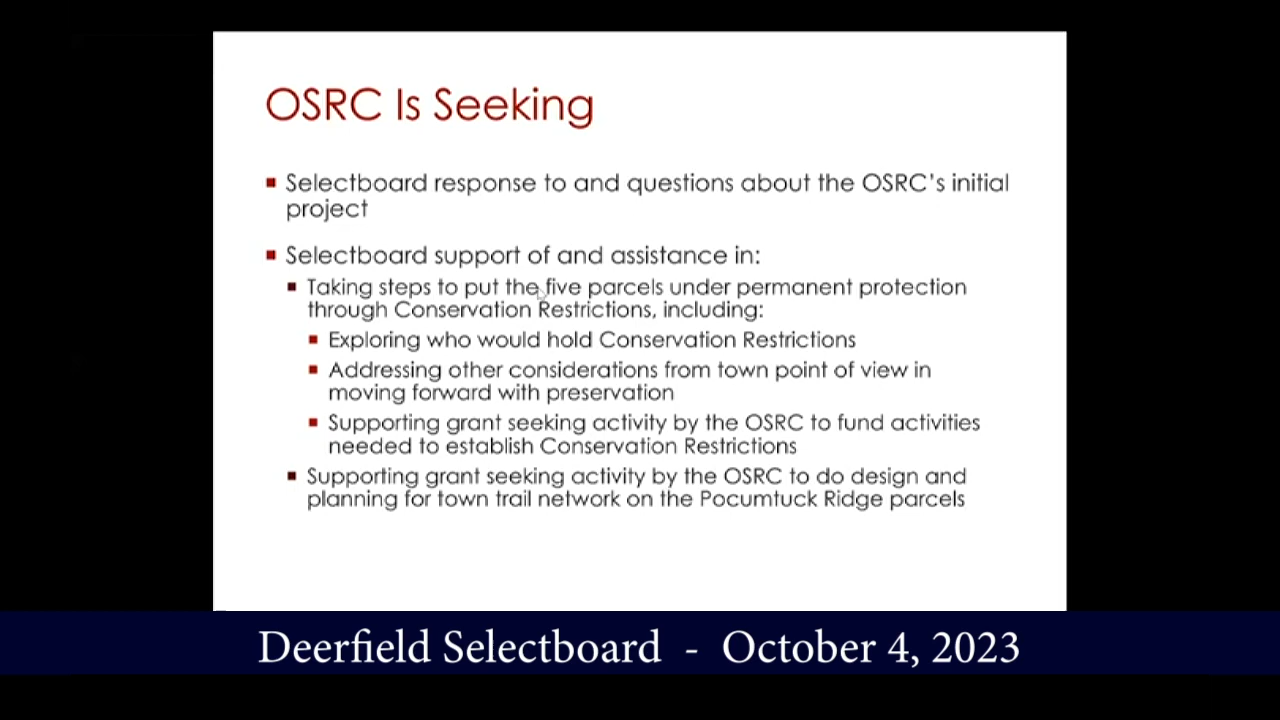 OSRC Is Seeking
Selectboard response to and questions about the OSRC's initial
project
Selectboard support of and assistance in:
Taking steps to put the five parcels under permanent protection
through Conservation Restrictions, including:
Exploring who would hold Conservation Restrictions
Addressing other considerations from town point of view in
moving forward with preservation
Supporting grant seeking activity by the OSRC to fund activities
needed to establish Conservation Restrictions
Supporting grant seeking activity by the OSRC to do design and
planning for town trail network on the Pocumtuck Ridge parcels
Deerfield Selectboard - October 4, 2023